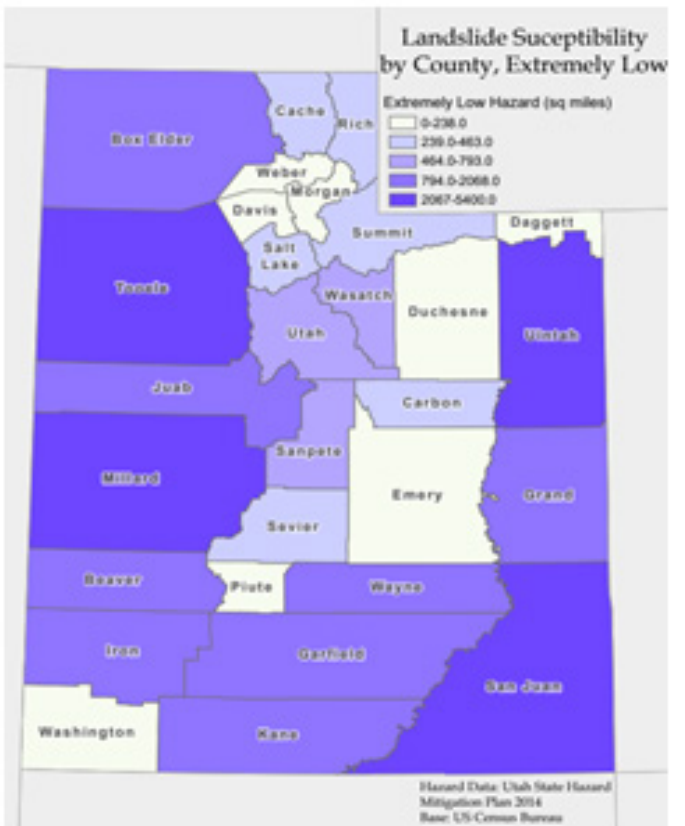 Landslide Suceptibility
by County, Extremely Low
Extremely Low Hazard (sq miles)
0-238.0
239.0-463.0
464.0-793.0
794.0-2068.0
2067-5400.0
Box Elder
Cache
Rich
Weber
Morgan
Davis
Summit
Daggett
Salt
Lake
Tooele
Wasatch
Duchesne
Utah
Uintah
Juab
Carbon
Sanpete
Millard
Emery
Grand
Sevier
Beaver
Piute
Wayne
Iron
Garfield
San Juan
Washington
Kane
Hazard Data: Utah State Hazard
Mitigation Plan 2014
Base: US Census Bureau